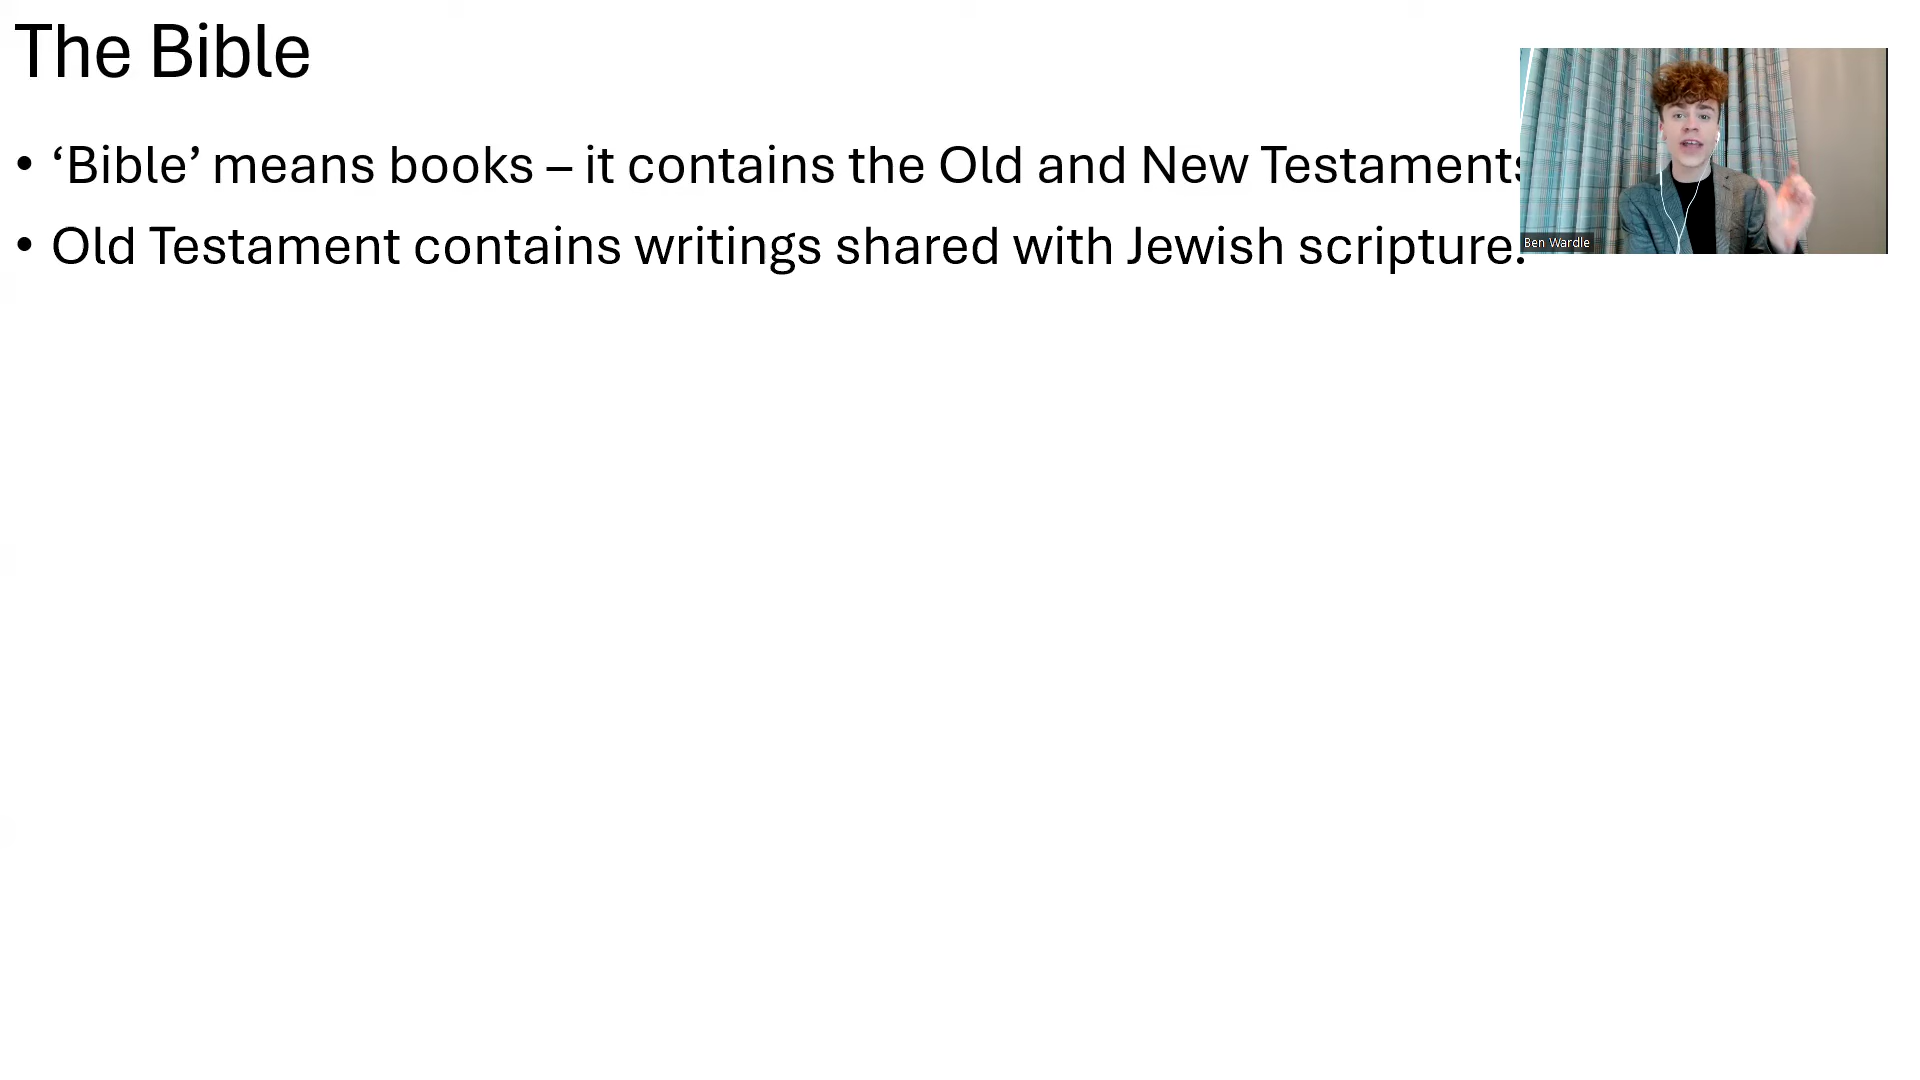 The Bible
• ‘Bible’ means books – it contains the Old and New Testaments
• Old Testament contains writings shared with Jewish scripture.
Ben Wardle